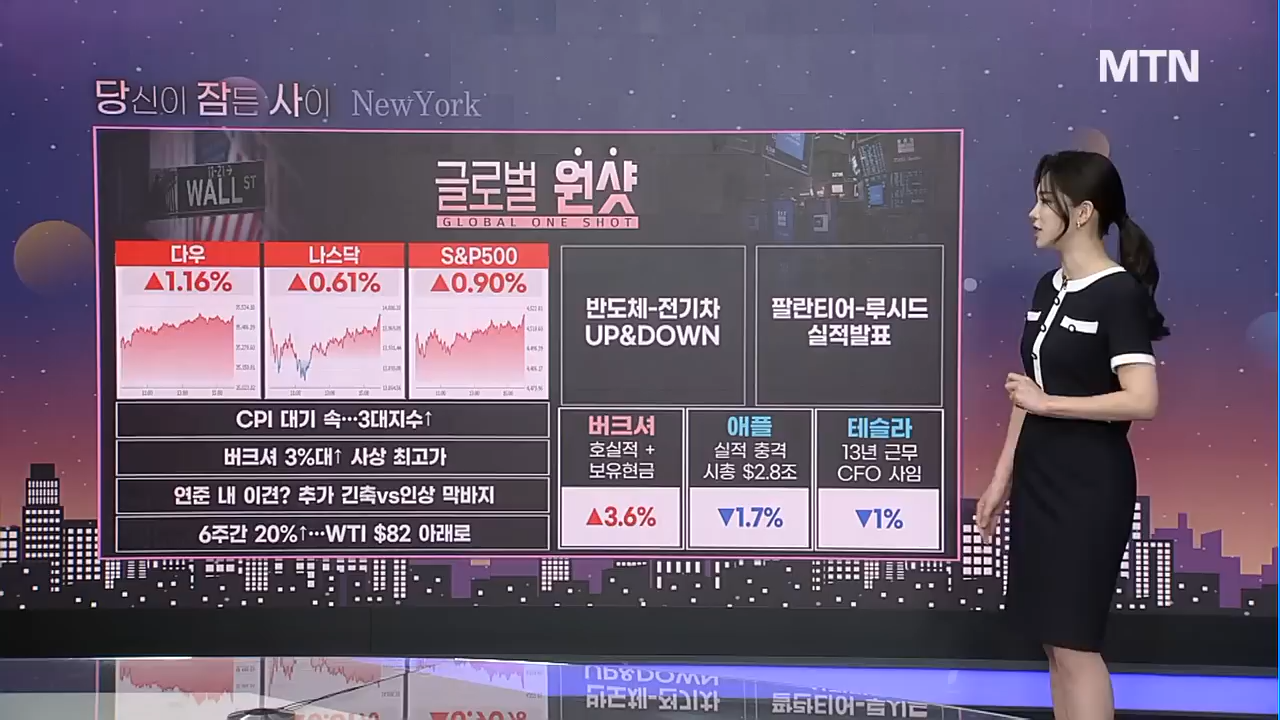 당신이 잠든 사이 NewYork
MTN
WALL ST
글로벌 원샷
GLOBAL ONE SHOT
다우
▲1.16%
나스닥
▲0.61%
S&P500
▲0.90%
반도체-전기차
UP&DOWN
팔란티어-루시드
실적발표
CPI 대기 속…3대지수↑
버크셔 3%대↑ 사상 최고가
연준 내 이견? 추가 긴축vs인상 막바지
6주간 20%↑…WTI $82 아래로
버크셔
호실적 +
보유현금
▲3.6%
애플
실적 충격
시총 $2.8조
▼1.7%
테슬라
13년 근무
CFO 사임
▼1%